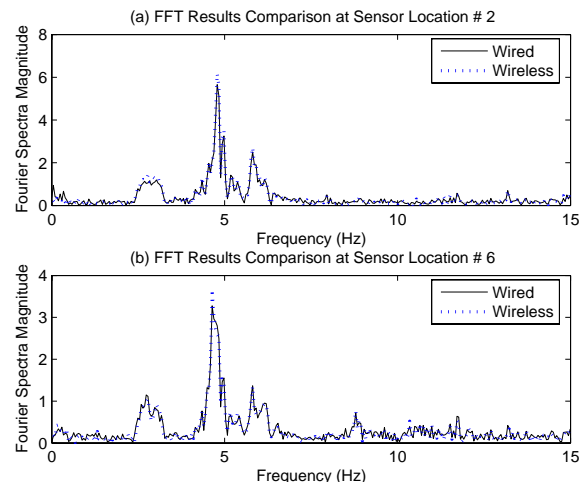 (a) FFT Results Comparison at Sensor Location # 2
Fourier Spectra Magnitude
8
6
4
2
0
Wired
Wireless
0 5 10 15
Frequency (Hz)
(b) FFT Results Comparison at Sensor Location # 6
Fourier Spectra Magnitude
4
3
2
1
0
Wired
Wireless
0 5 10 15
Frequency (Hz)